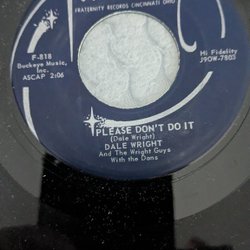 FRATERNITY RECORDS CINCINNATI OHIO
F-818
Buckeye Music,
Inc.
ASCAP 2:06
Hi Fidelity
J9OW-7803
PLEASE DON'T DO IT
(Dale Wright)
DALE WRIGHT
And The Wright Guys
With the Dons